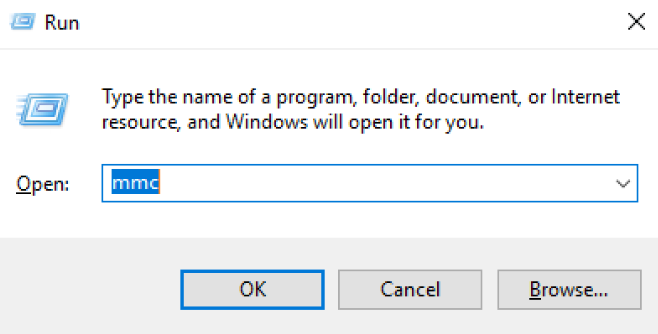 Run
Type the name of a program, folder, document, or Internet
resource, and Windows will open it for you.
Open: mmc
OK Cancel Browse...